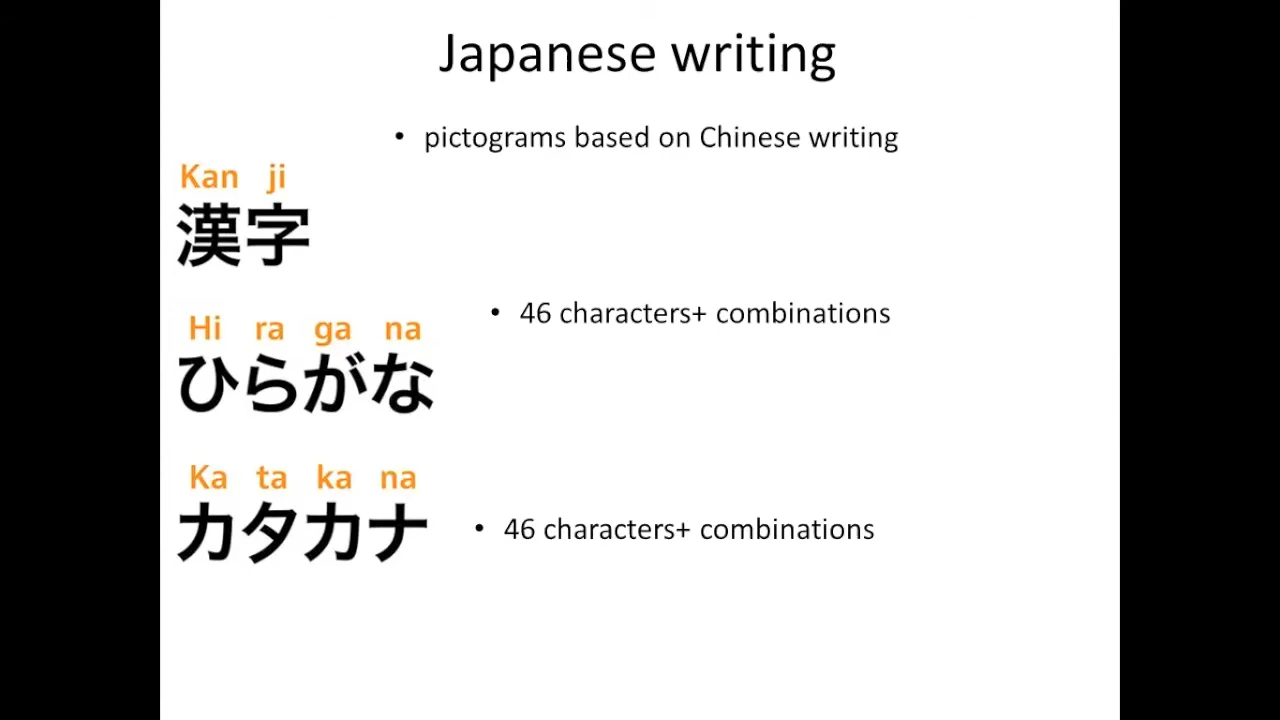 Japanese writing
• pictograms based on Chinese writing
Kan ji
漢字
• 46 characters+ combinations
Hi ra ga na
ひらがな
Ka ta ka na
カタカナ
• 46 characters+ combinations